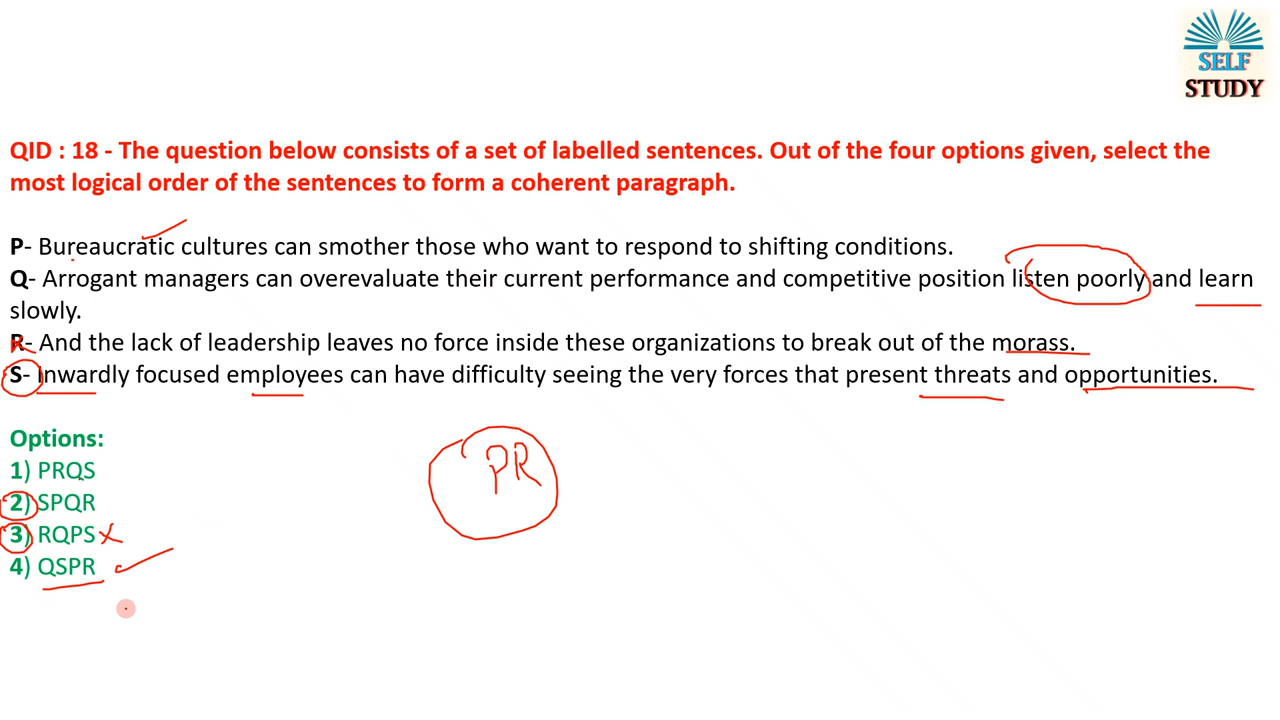 SELF
STUDY
QID : 18 - The question below consists of a set of labelled sentences. Out of the four options given, select the
most logical order of the sentences to form a coherent paragraph.
P- Bureaucratic cultures can smother those who want to respond to shifting conditions.
Q- Arrogant managers can overevaluate their current performance and competitive position listen poorly and learn
slowly.
R- And the lack of leadership leaves no force inside these organizations to break out of the morass.
S- Inwardly focused employees can have difficulty seeing the very forces that present threats and opportunities.
Options:
1) PRQS
PR
2) SPQR
3) RQPS
4) QSPR